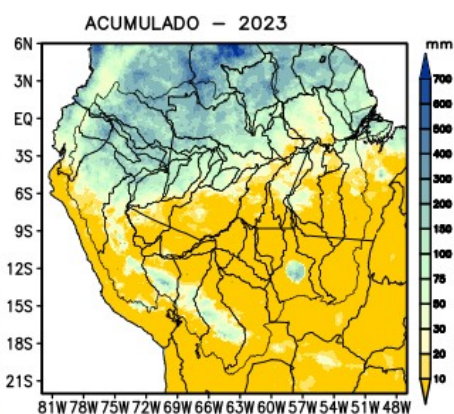 ACUMULADO – 2023
mm
6N
3N
EQ
3S
6S
9S
12S
15S
18S
21S
700
600
500
400
300
200
150
100
75
50
30
20
10
81W 78W 75W 72W 69W 66W 63W 60W 57W 54W 51W 48W